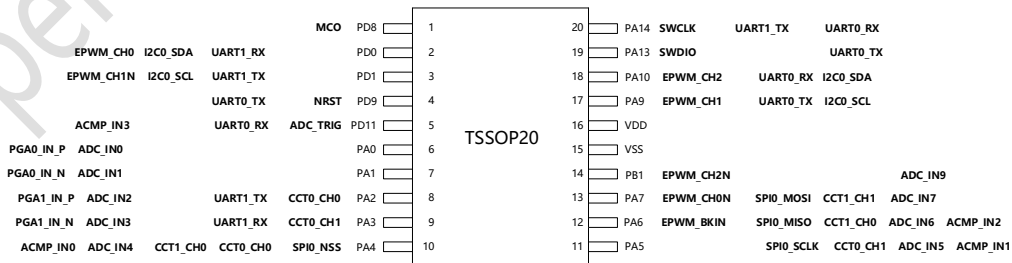 MCO PD8 1 20 PA14 SWCLK UART1_TX UART0_RX
EPWM_CH0 I2C0_SDA UART1_RX PD0 2 19 PA13 SWDIO UART0_TX
EPWM_CH1N I2C0_SCL UART1_TX PD1 3 18 PA10 EPWM_CH2 UART0_RX I2C0_SDA
UART0_TX NRST PD9 4 17 PA9 EPWM_CH1 UART0_TX I2C0_SCL
ACMP_IN3 UART0_RX ADC_TRIG PD11 5 16 VDD
TSSOP20
PGA0_IN_P ADC_IN0 PA0 6 15 VSS
PGA0_IN_N ADC_IN1 PA1 7 14 PB1 EPWM_CH2N ADC_IN9
PGA1_IN_P ADC_IN2 UART1_TX CCT0_CH0 PA2 8 13 PA7 EPWM_CH0N SPI0_MOSI CCT1_CH1 ADC_IN7
PGA1_IN_N ADC_IN3 UART1_RX CCT0_CH1 PA3 9 12 PA6 EPWM_BKIN SPI0_MISO CCT1_CH0 ADC_IN6 ACMP_IN2
ACMP_IN0 ADC_IN4 CCT1_CH0 CCT0_CH0 SPI0_NSS PA4 10 11 PA5 SPI0_SCLK CCT0_CH1 ADC_IN5 ACMP_IN1